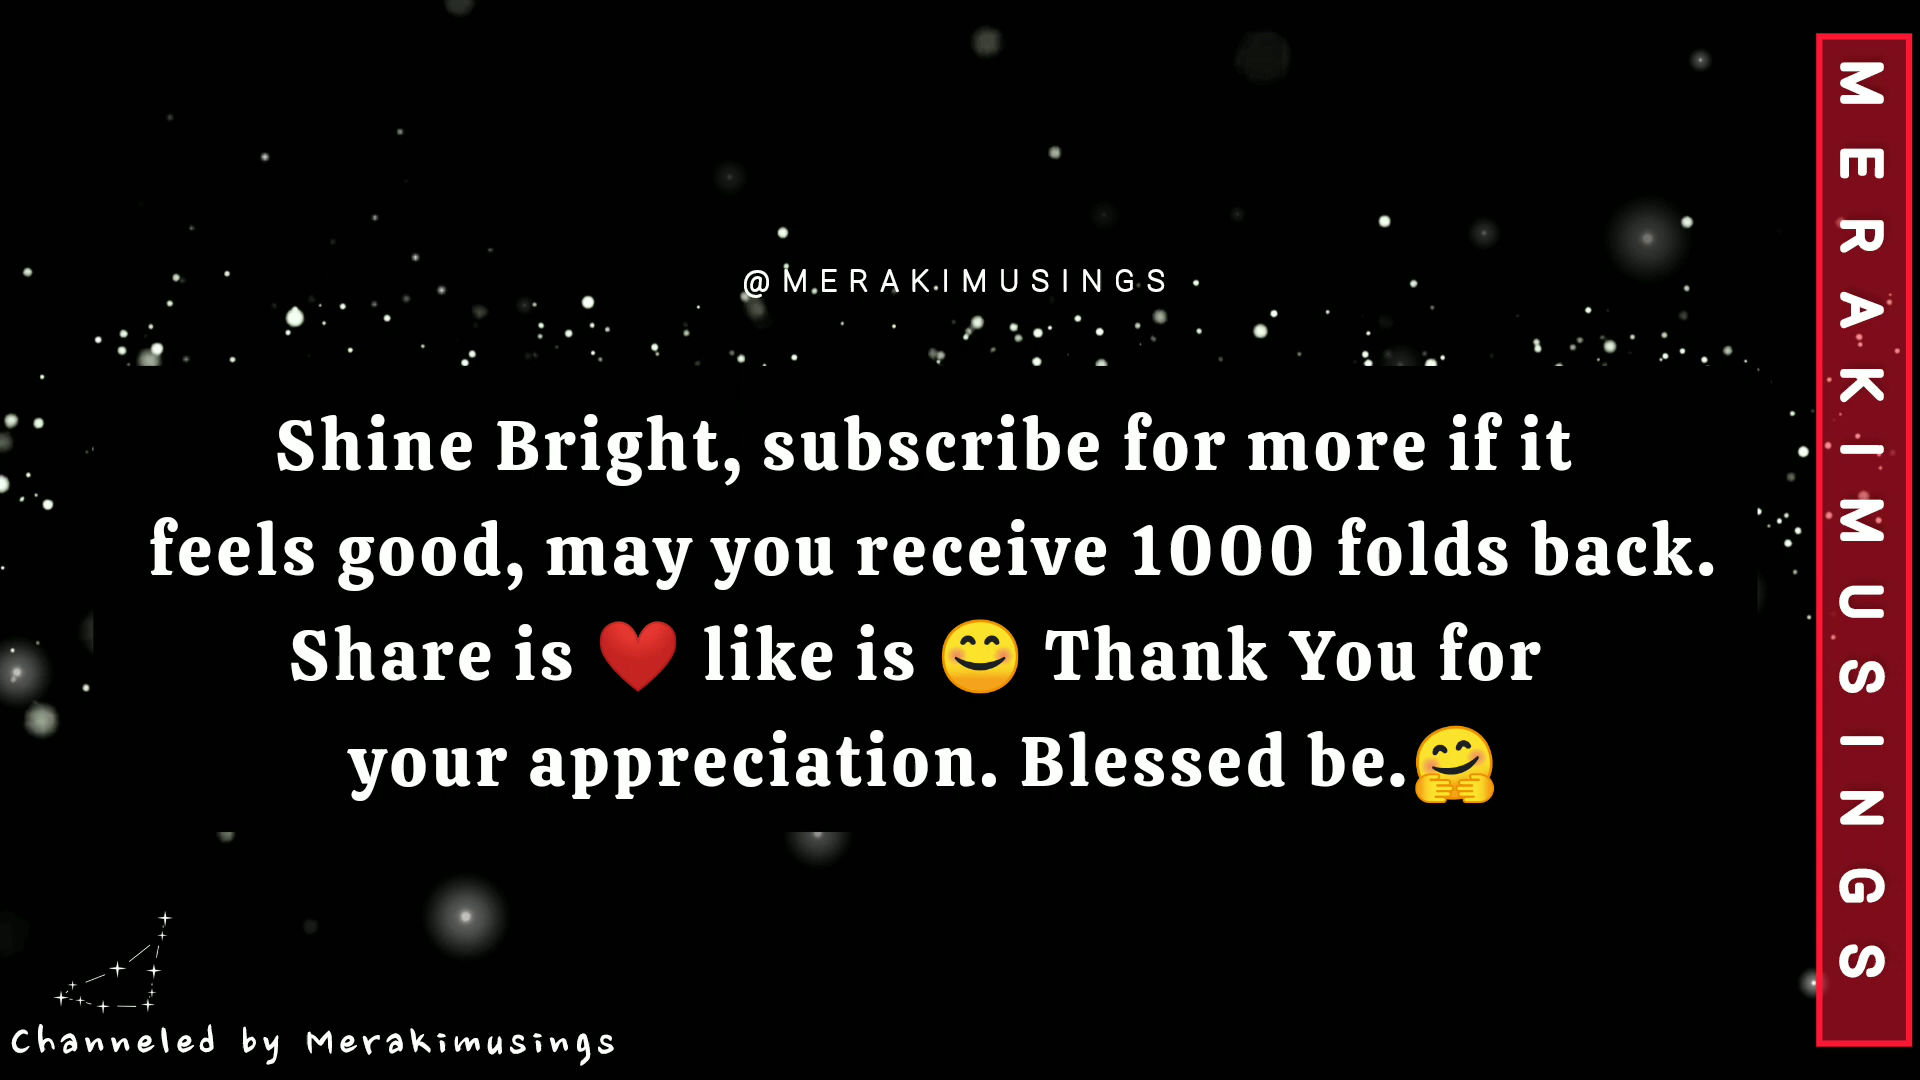 @MERAKIMUSINGS
Shine Bright, subscribe for more if it
feels good, may you receive 1000 folds back.
Share is ❤️ like is 😊 Thank You for
your appreciation. Blessed be.🤗
Channeled by Merakimusings
MERAKIMUSINGS